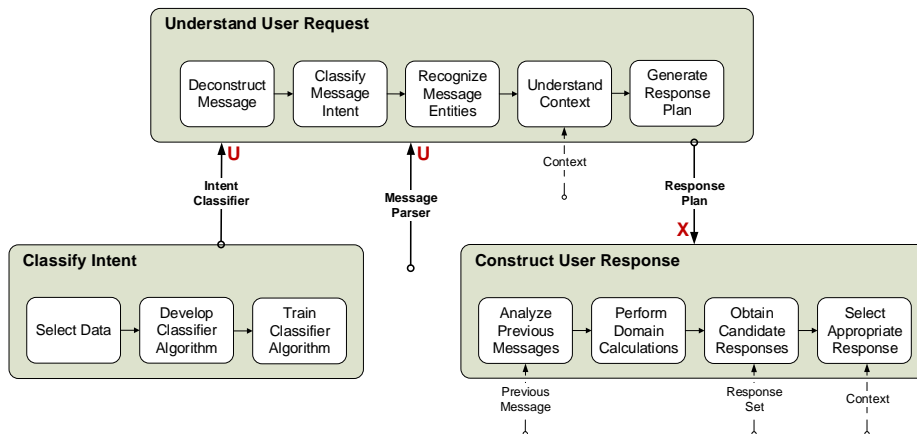 Understand User Request
Deconstruct
Message
Classify
Message
Intent
Recognize
Message
Entities
Understand
Context
Generate
Response
Plan
U
U
Intent
Classifier
Message
Parser
Context
Response
Plan
X
Classify Intent
Select Data
Develop
Classifier
Algorithm
Train
Classifier
Algorithm
Construct User Response
Analyze
Previous
Messages
Perform
Domain
Calculations
Obtain
Candidate
Responses
Select
Appropriate
Response
Previous
Message
Response
Set
Context